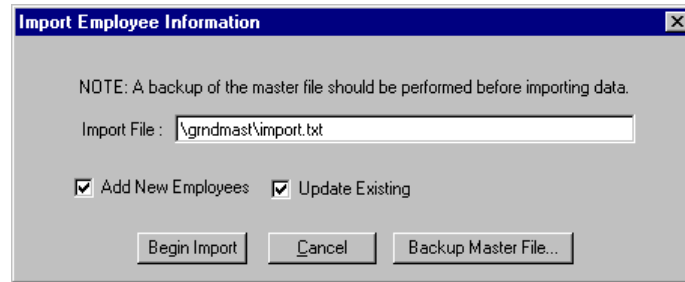 Import Employee Information
NOTE: A backup of the master file should be performed before importing data.
Import File : \grndmast\import.txt
Add New Employees Update Existing
Begin Import Cancel Backup Master File...